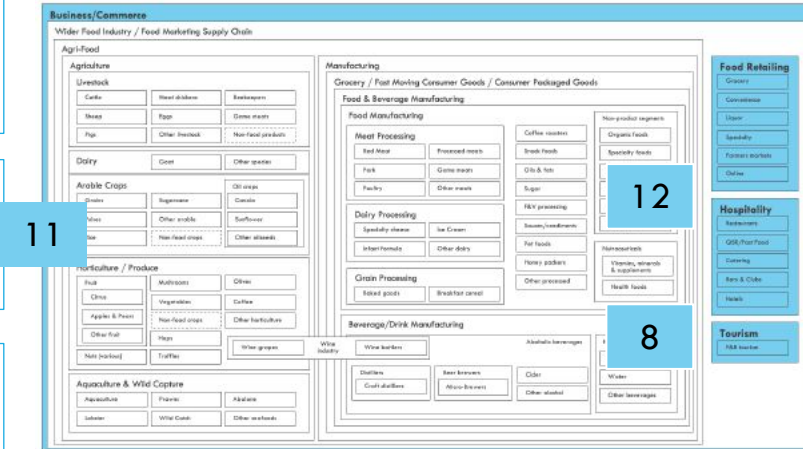 Business/Commerce
Wider Food Industry / Food Marketing Supply Chain
Agri-Food
Agriculture
Livestock
Cattle
Meat chickens
Beekeepers
Sheep
Eggs
Game meats
Pigs
Other livestock
Non-food products
Dairy
Goat
Other species
Arable Crops
Grains
Sugarcane
Oil crops
Canola
Other arable
Sunflower
Non-food crops
Other oilseeds
11
Horticulture / Produce
Fruit
Citrus
Apples & Pears
Other fruit
Nuts (various)
Mushrooms
Vegetables
Non-food crops
Hops
Truffles
Olives
Coffee
Other horticulture
Wine grapes
Wine
industry
Wine bottlers
Aquaculture & Wild Capture
Aquaculture
Prawns
Abalone
Lobster
Wild Catch
Other seafoods
Manufacturing
Grocery / Fast Moving Consumer Goods / Consumer Packaged Goods
Food & Beverage Manufacturing
Food Manufacturing
Meat Processing
Red Meat
Processed meats
Pork
Game meats
Poultry
Other meats
Dairy Processing
Specialty cheese
Ice Cream
Infant formula
Other dairy
Grain Processing
Baked goods
Breakfast cereal
Coffee roasters
Snack foods
Oils & fats
Sugar
F&V processing
Sauces/condiments
Pet foods
Honey packers
Other processed
Non-product segments
Organic foods
Specialty foods
12
Nutraceuticals
Vitamins, minerals
& supplements
Health foods
Beverage/Drink Manufacturing
Alcoholic beverages
8
Distillers
Craft distillers
Beer brewers
Micro-Brewers
Cider
Other alcohol
Water
Other beverages
Food Retailing
Grocery
Convenience
Liquor
Specialty
Farmers markets
Online
Hospitality
Restaurants
QSR/Fast Food
Catering
Bars & Clubs
Hotels
Tourism
F&B tourism